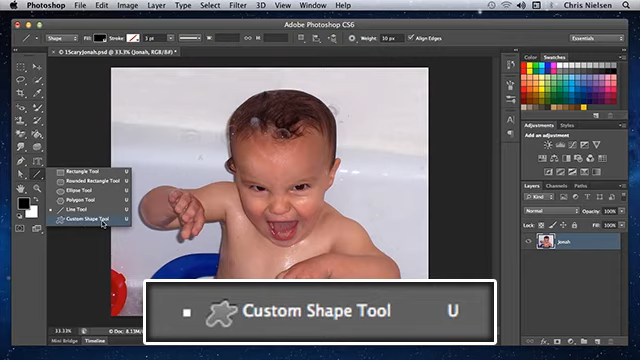 Photoshop File Edit Image Layer Type Select Filter 3D View Window Help Chris Nielsen
Adobe Photoshop CS6
Shape Fill: Stroke: 3 pt W: H: Weight: 10 px Align Edges Essentials
× © 1ScaryJonah.psd @ 33.3% (Jonah, RGB/8#) *
Color Swatches
Adjustments Styles
Add an adjustment
Rectangle Tool U
Rounded Rectangle Tool U
Ellipse Tool U
Polygon Tool U
Line Tool U
Custom Shape Tool U
Layers Channels Paths
Kind
Normal Opacity: 100%
Lock: Fill: 100%
Jonah
Custom Shape Tool U
33.33%
Mini Bridge Timeline